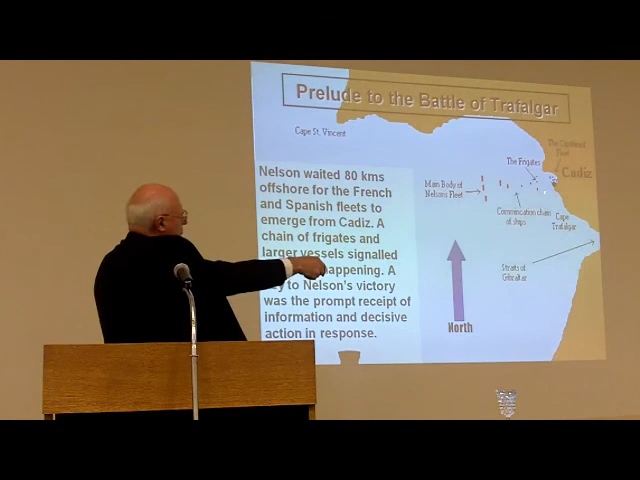 Prelude to the Battle of Trafalgar
Cape St. Vincent
The Combined
Fleet
The Frigates
Cadiz
Main Body of
Nelson's Fleet
Communication chain
of ships
Cape
Trafalgar
Straits of
Gibraltar
North
Nelson waited 80 kms
offshore for the French
and Spanish fleets to
emerge from Cadiz. A
chain of frigates and
larger vessels signalled
happening. A
to Nelson's victory
was the prompt receipt of
information and decisive
action in response.